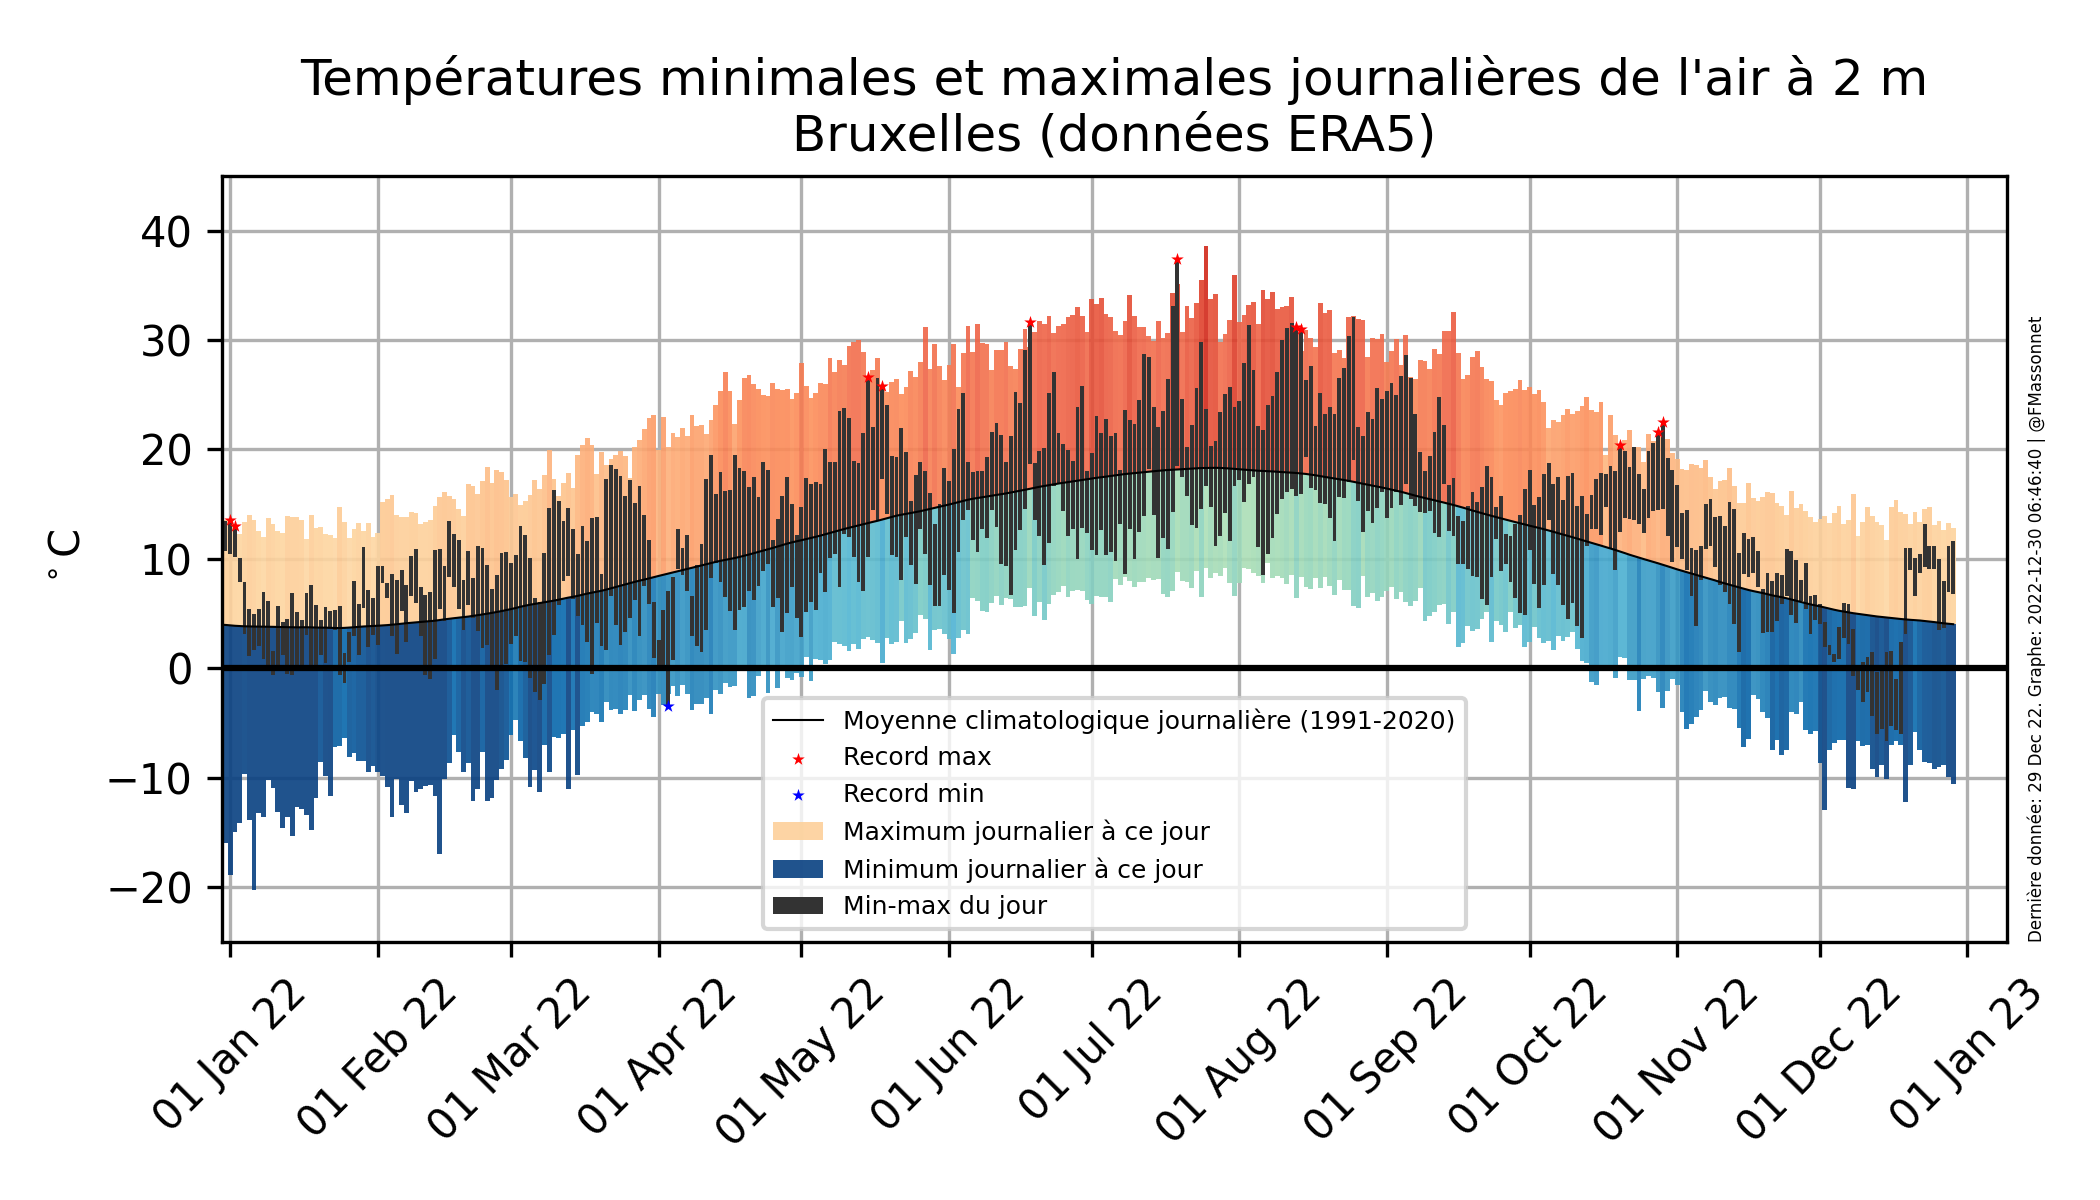 Températures minimales et maximales journalières de l'air à 2 m
Bruxelles (données ERA5)
°C
40
30
20
10
0
−10
−20
Moyenne climatologique journalière (1991-2020)
Record max
Record min
Maximum journalier à ce jour
Minimum journalier à ce jour
Min-max du jour
01 Jan 22
01 Feb 22
01 Mar 22
01 Apr 22
01 May 22
01 Jun 22
01 Jul 22
01 Aug 22
01 Sep 22
01 Oct 22
01 Nov 22
01 Dec 22
01 Jan 23
Dernière donnée: 29 Dec 22. Graphe: 2022-12-30 06:46:40 | @FMassonnet